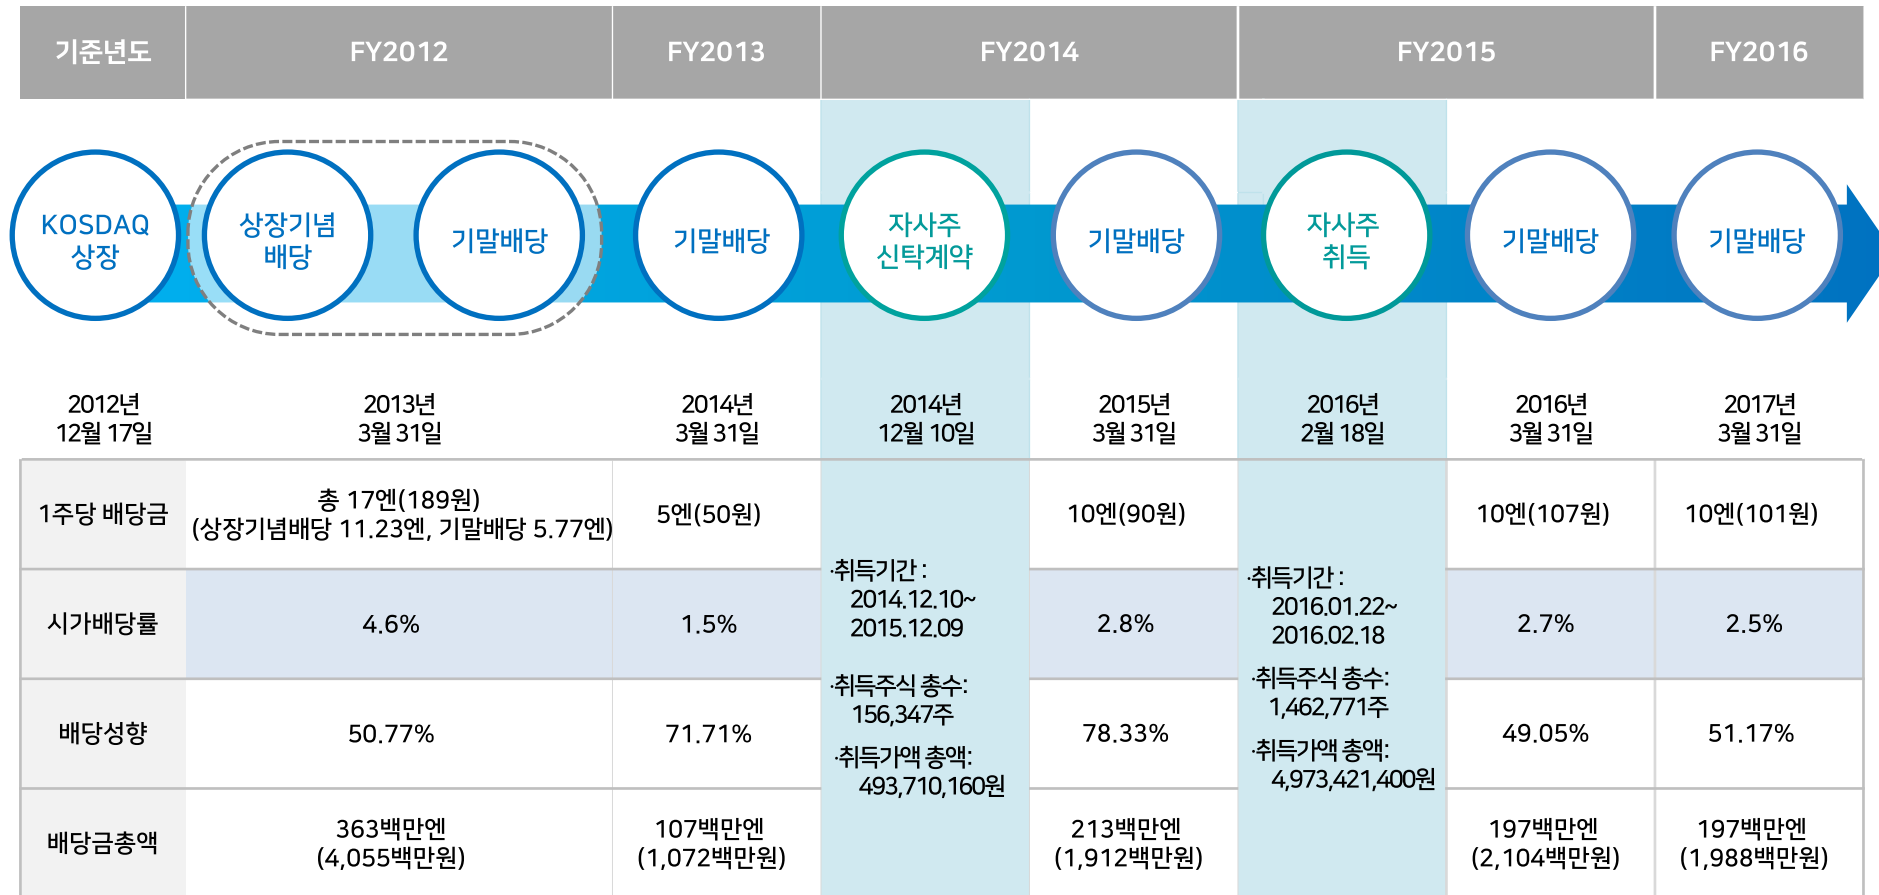 기준년도 FY2012 FY2013 FY2014 FY2015 FY2016
KOSDAQ
상장
상장기념
배당
기말배당
기말배당
자사주
신탁계약
기말배당
자사주
취득
기말배당
기말배당
2012년
12월 17일
2013년
3월 31일
2014년
3월 31일
2014년
12월 10일
2015년
3월 31일
2016년
2월 18일
2016년
3월 31일
2017년
3월 31일
1주당 배당금
총 17엔(189원)
(상장기념배당 11.23엔, 기말배당 5.77엔)
5엔(50원)
10엔(90원)
10엔(107원)
10엔(101원)
·취득기간 :
2014.12.10~
2015.12.09
·취득주식 총수:
156,347주
·취득가액 총액:
493,710,160원
·취득기간 :
2016.01.22~
2016.02.18
·취득주식 총수:
1,462,771주
·취득가액 총액:
4,973,421,400원
시가배당률 4.6% 1.5% 2.8% 2.7% 2.5%
배당성향 50.77% 71.71% 78.33% 49.05% 51.17%
배당금총액
363백만엔
(4,055백만원)
107백만엔
(1,072백만원)
213백만엔
(1,912백만원)
197백만엔
(2,104백만원)
197백만엔
(1,988백만원)